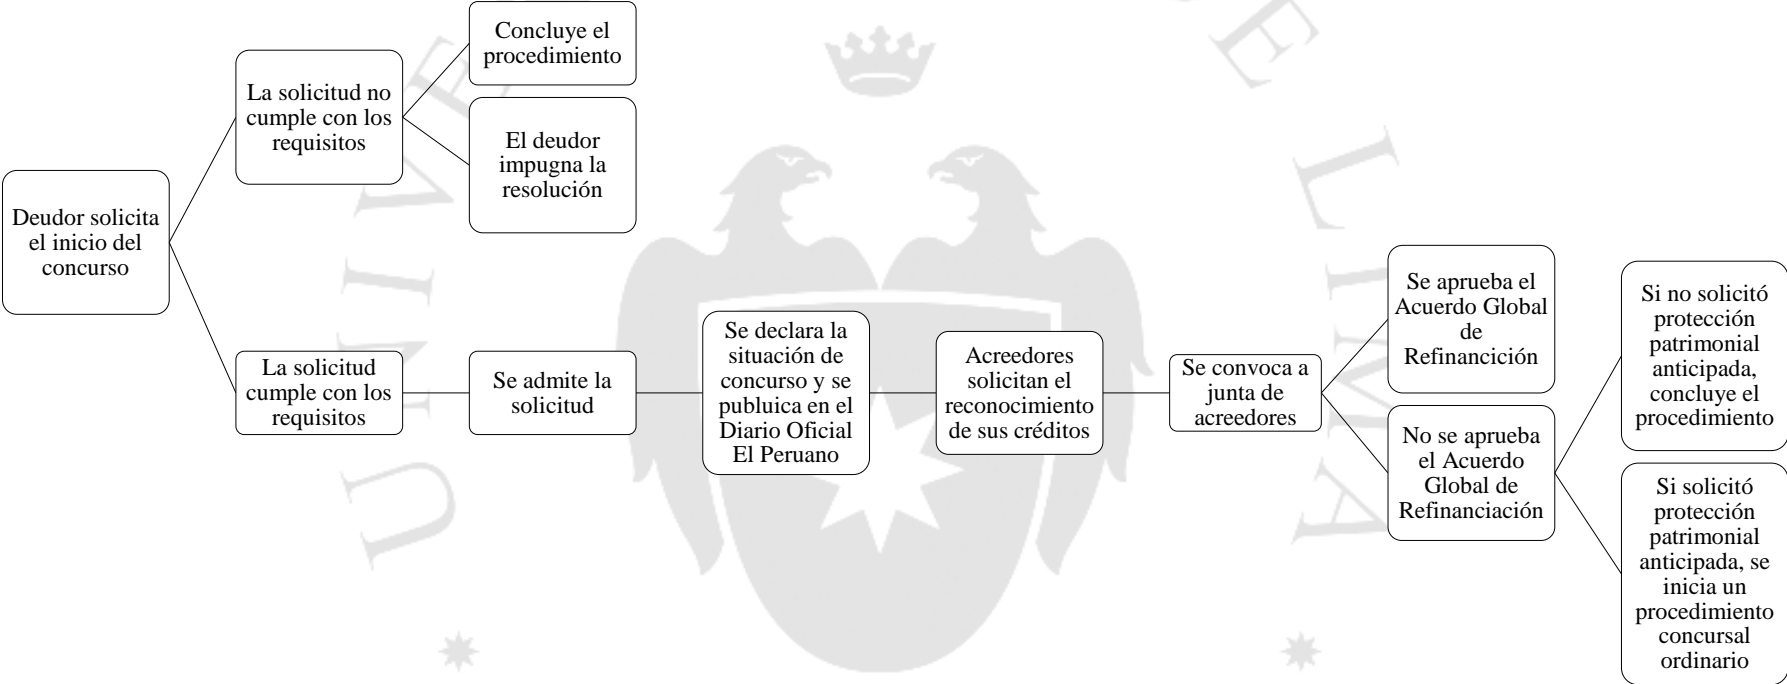 Concluye el
procedimiento
La solicitud no
cumple con los
requisitos
El deudor
impugna la
resolución
Deudor solicita
el inicio del
concurso
La solicitud
cumple con los
requisitos
Se admite la
solicitud
Se declara la
situación de
concurso y se
publuica en el
Diario Oficial
El Peruano
Acreedores
solicitan el
reconocimiento
de sus créditos
Se convoca a
junta de
acreedores
Se aprueba el
Acuerdo Global
de
Refinancición
No se aprueba
el Acuerdo
Global de
Refinanciación
Si no solicitó
protección
patrimonial
anticipada,
concluye el
procedimiento
Si solicitó
protección
patrimonial
anticipada, se
inicia un
procedimiento
concursal
ordinario
UNIVE
E LIMA